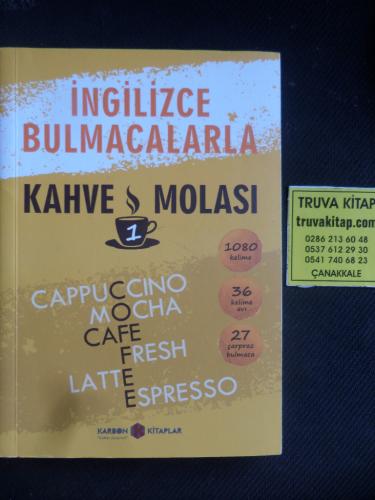 İNGİLİZCE
BULMACALARLA
KAHVE MOLASI
1
1080
kelime
36
kelime
avı
27
çarpraz
bulmaca
CAPPUCCINO
MOCHA
CAFE
FRESH
LATTE
ESPRESSO
COFFEE
KARBON KİTAPLAR
TRUVA KİTAP
truvakitap.com
0286 213 60 48
0537 612 29 30
0541 740 68 23
ÇANAKKALE